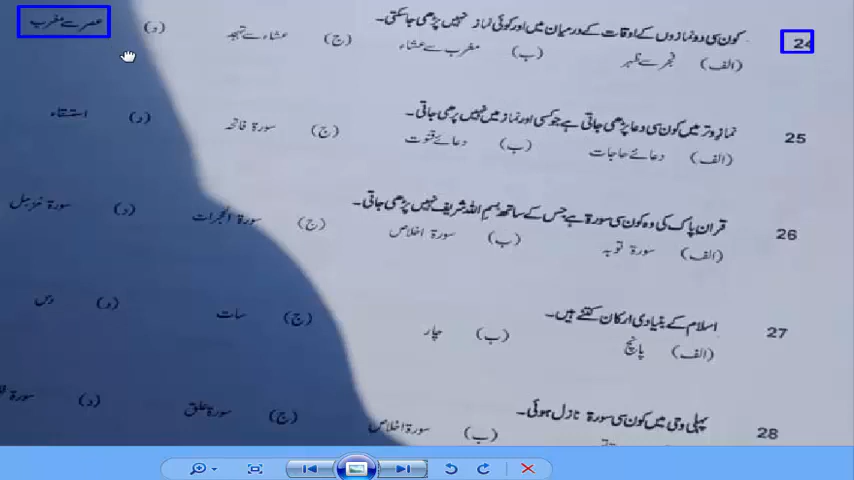 24 کون سی دو نمازوں کے اوقات کے درمیان میں اور کوئی نماز نہیں پڑھی جاسکتی۔
(الف) فجر سے ظہر (ب) مغرب سے عشاء (ج) عشاء سے تہجد (د) عصر سے مغرب
25 نماز وتر میں کون سی دعا پڑھی جاتی ہے جو کسی اور نماز میں نہیں پڑھی جاتی۔
(الف) دعائے حاجات (ب) دعائے قنوت (ج) سورۃ فاتحہ (د) استسقاء
26 قران پاک کی وہ کون سی سورۃ ہے جس کے ساتھ بسم اللہ شریف نہیں پڑھی جاتی۔
(الف) سورۃ توبہ (ب) سورۃ اخلاص (ج) سورۃ الحجرات (د) سورۃ مزمل
27 اسلام کے بنیادی ارکان کتنے ہیں۔
(الف) پانچ (ب) چار (ج) سات (د) دس
28 پہلی وحی میں کون سی سورۃ نازل ہوئی۔
(ب) سورۃ اخلاص (ج) سورۃ علق (د) سورۃ